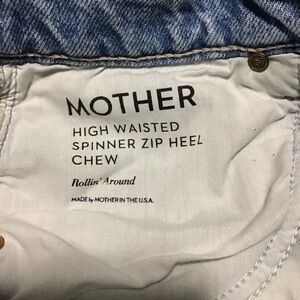 MOTHER
HIGH WAISTED
SPINNER ZIP HEEL
CHEW
Rollin' Around
MADE by MOTHER IN THE U.S.A.